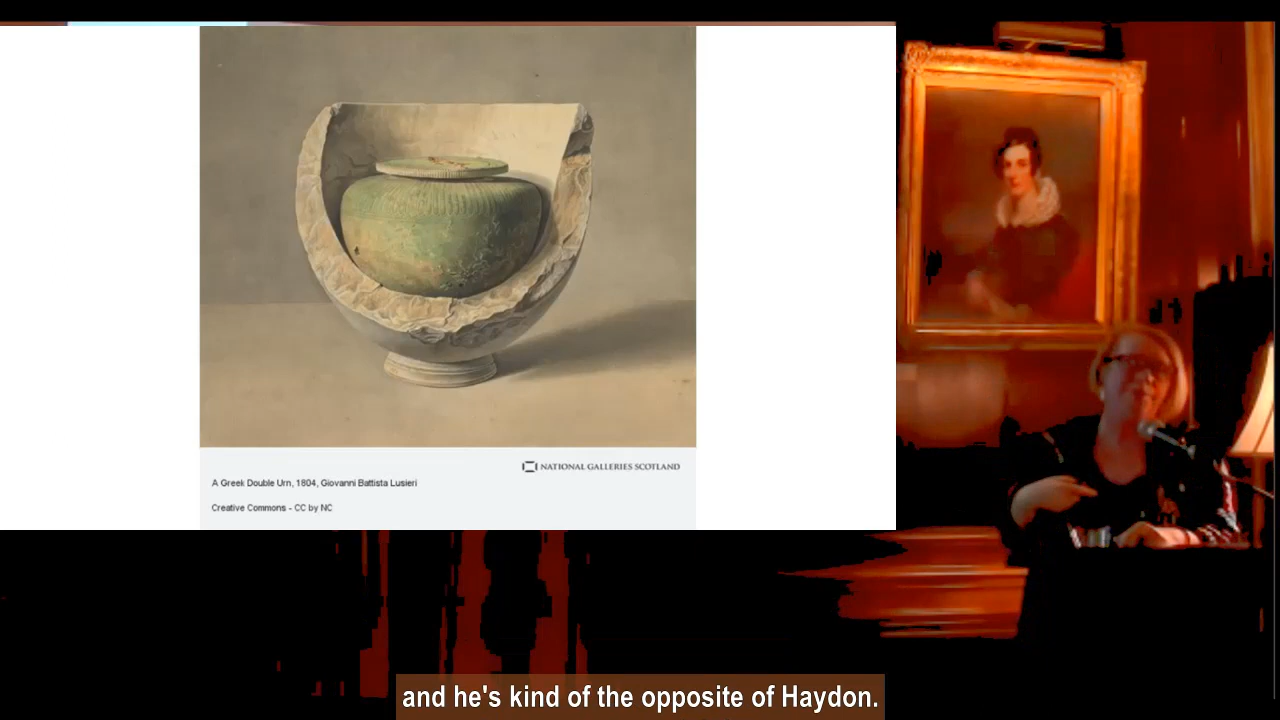 NATIONAL GALLERIES SCOTLAND
A Greek Double Urn, 1804, Giovanni Battista Lusieri
Creative Commons - CC by NC
and he's kind of the opposite of Haydon.